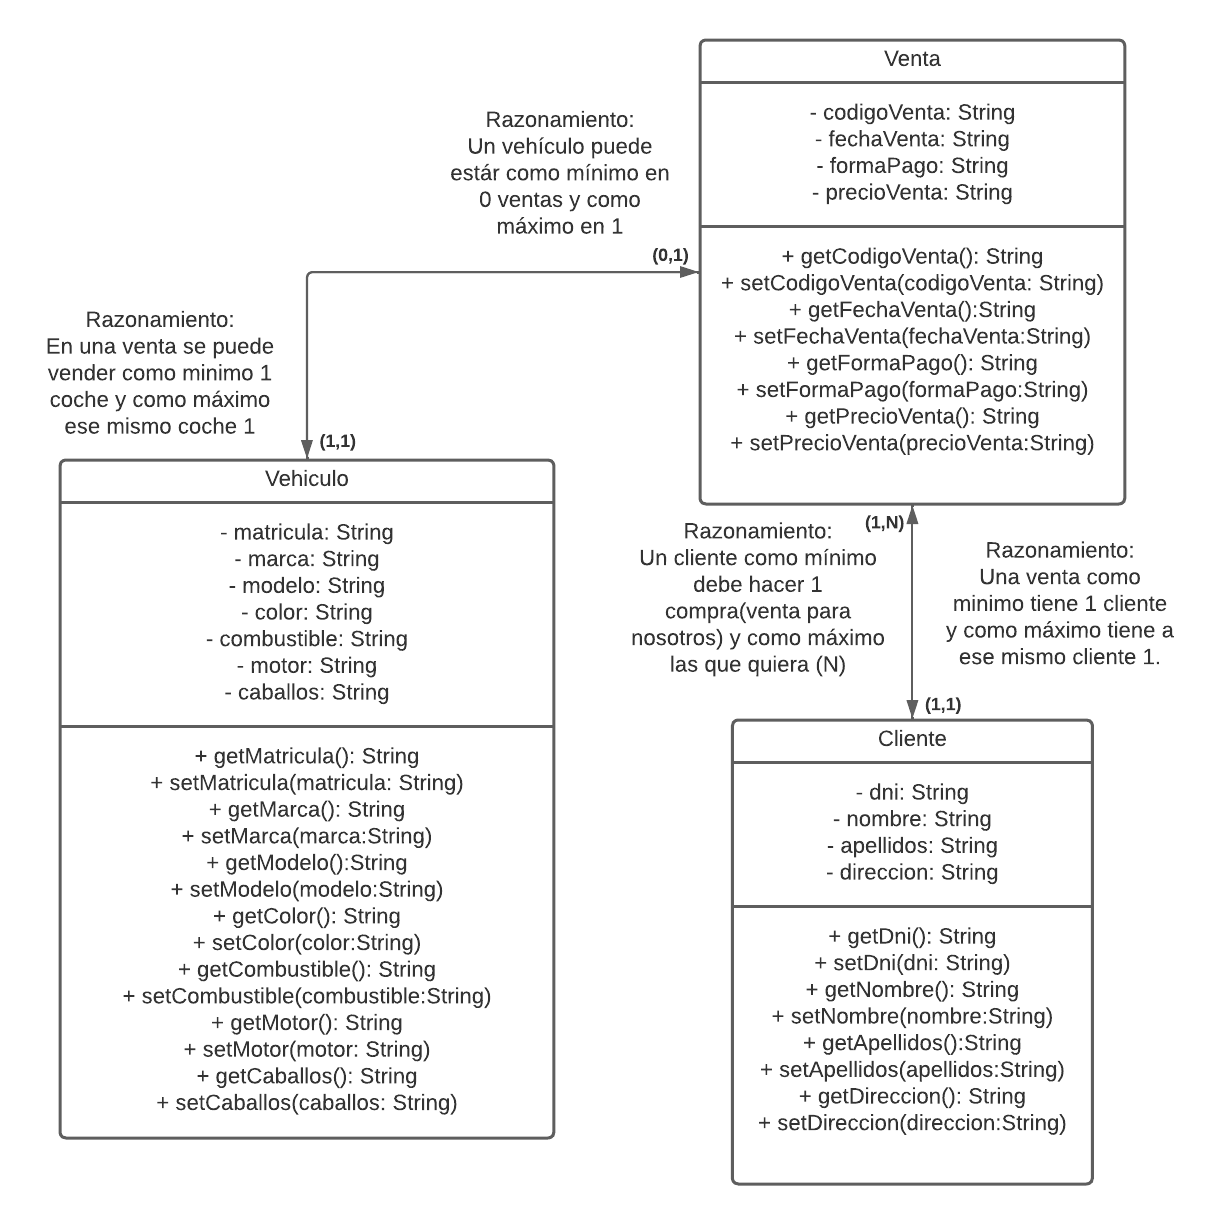 Venta
- codigoVenta: String
- fechaVenta: String
- formaPago: String
- precioVenta: String
+ getCodigoVenta(): String
+ setCodigoVenta(codigoVenta: String)
+ getFechaVenta():String
+ setFechaVenta(fechaVenta:String)
+ getFormaPago(): String
+ setFormaPago(formaPago:String)
+ getPrecioVenta(): String
+ setPrecioVenta(precioVenta:String)
Razonamiento:
Un vehículo puede
estár como mínimo en
0 ventas y como
máximo en 1
(0,1)
Razonamiento:
En una venta se puede
vender como minimo 1
coche y como máximo
ese mismo coche 1
(1,1)
Vehiculo
- matricula: String
- marca: String
- modelo: String
- color: String
- combustible: String
- motor: String
- caballos: String
+ getMatricula(): String
+ setMatricula(matricula: String)
+ getMarca(): String
+ setMarca(marca:String)
+ getModelo():String
+ setModelo(modelo:String)
+ getColor(): String
+ setColor(color:String)
+ getCombustible(): String
+ setCombustible(combustible:String)
+ getMotor(): String
+ setMotor(motor: String)
+ getCaballos(): String
+ setCaballos(caballos: String)
(1,N)
Razonamiento:
Un cliente como mínimo
debe hacer 1
compra(venta para
nosotros) y como máximo
las que quiera (N)
Razonamiento:
Una venta como
minimo tiene 1 cliente
y como máximo tiene a
ese mismo cliente 1.
(1,1)
Cliente
- dni: String
- nombre: String
- apellidos: String
- direccion: String
+ getDni(): String
+ setDni(dni: String)
+ getNombre(): String
+ setNombre(nombre:String)
+ getApellidos():String
+ setApellidos(apellidos:String)
+ getDireccion(): String
+ setDireccion(direccion:String)